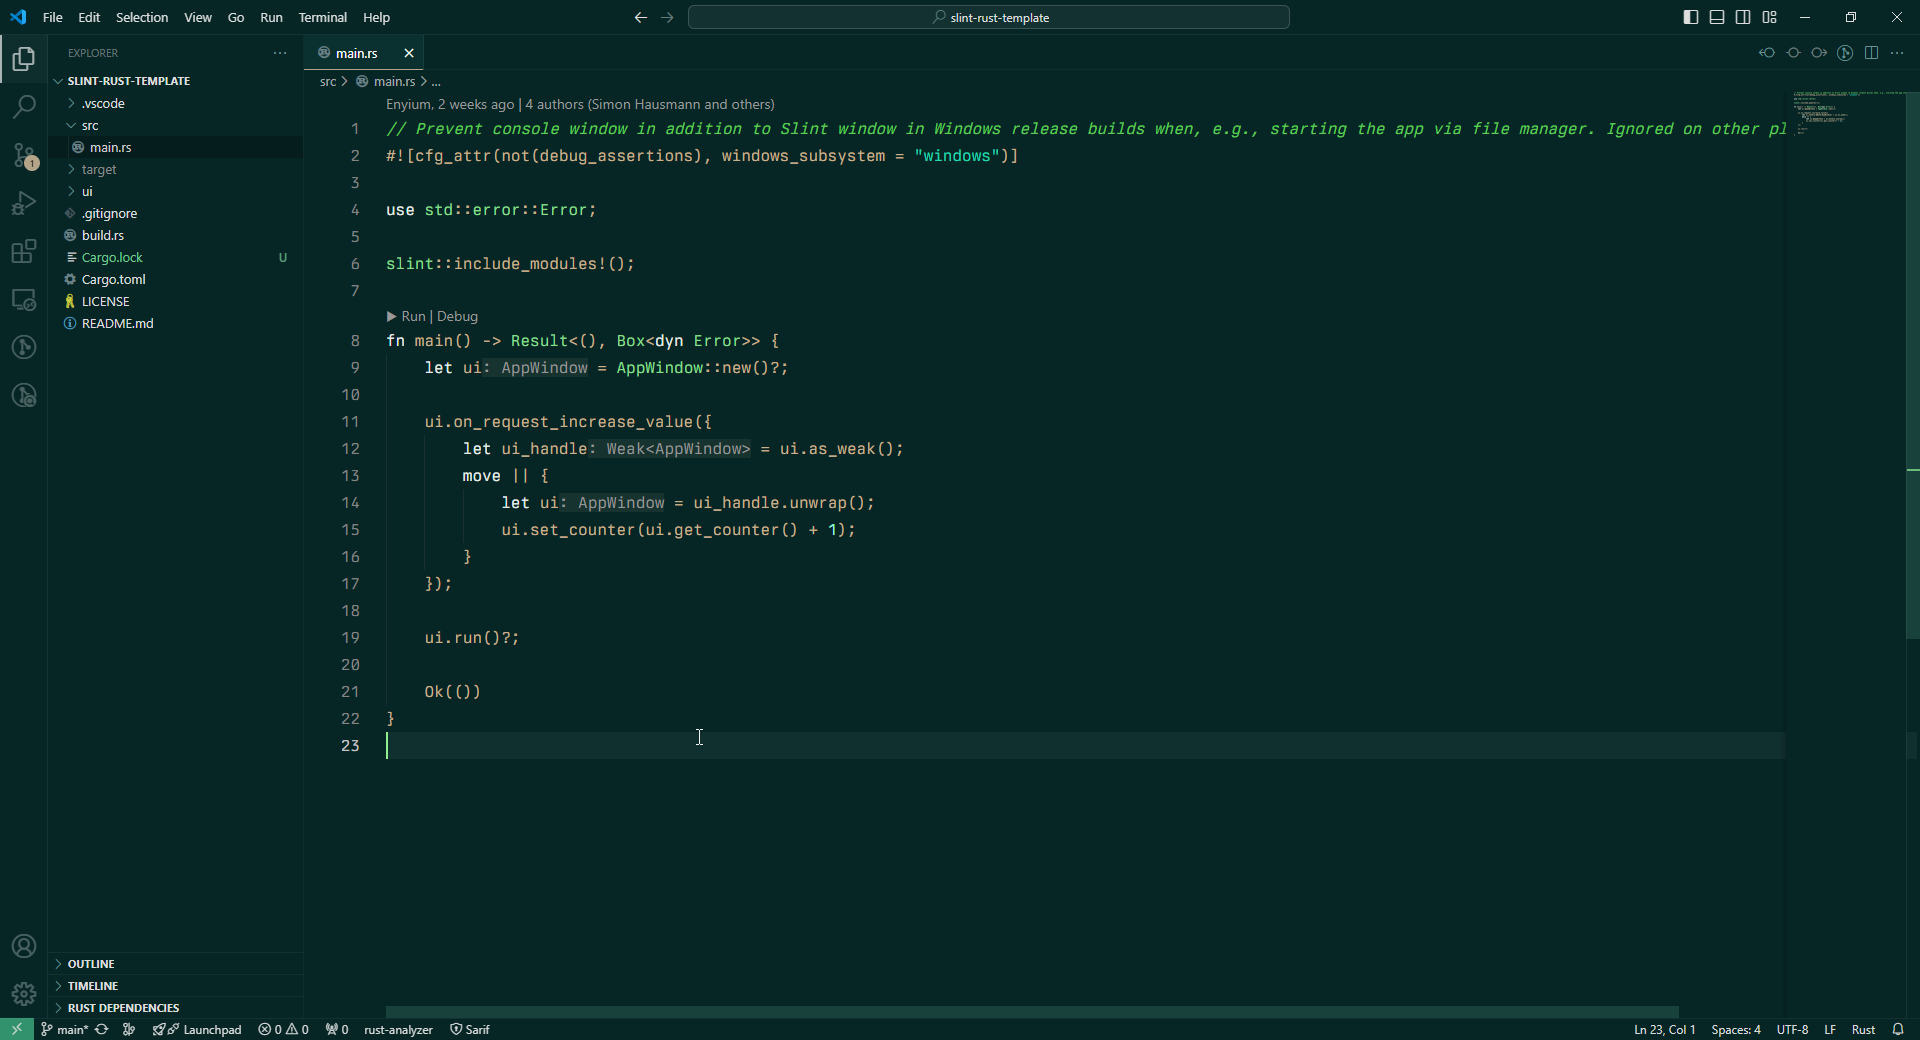 File Edit Selection View Go Run Terminal Help
slint-rust-template
EXPLORER
SLINT-RUST-TEMPLATE
.vscode
src
main.rs
target
ui
.gitignore
build.rs
Cargo.lock U
Cargo.toml
LICENSE
README.md
OUTLINE
TIMELINE
RUST DEPENDENCIES
main.rs
src > main.rs > ...
Enyium, 2 weeks ago | 4 authors (Simon Hausmann and others)
1 // Prevent console window in addition to Slint window in Windows release builds when, e.g., starting the app via file manager. Ignored on other pl
2 #![cfg_attr(not(debug_assertions), windows_subsystem = "windows")]
3
4 use std::error::Error;
5
6 slint::include_modules!();
7
Run | Debug
8 fn main() -> Result<(), Box<dyn Error>> {
9     let ui: AppWindow = AppWindow::new()?;
10
11     ui.on_request_increase_value({
12         let ui_handle: Weak<AppWindow> = ui.as_weak();
13         move || {
14             let ui: AppWindow = ui_handle.unwrap();
15             ui.set_counter(ui.get_counter() + 1);
16         }
17     });
18
19     ui.run()?;
20
21     Ok(())
22 }
23
1
main* Launchpad 0 0 0 rust-analyzer Sarif
Ln 23, Col 1 Spaces: 4 UTF-8 LF Rust